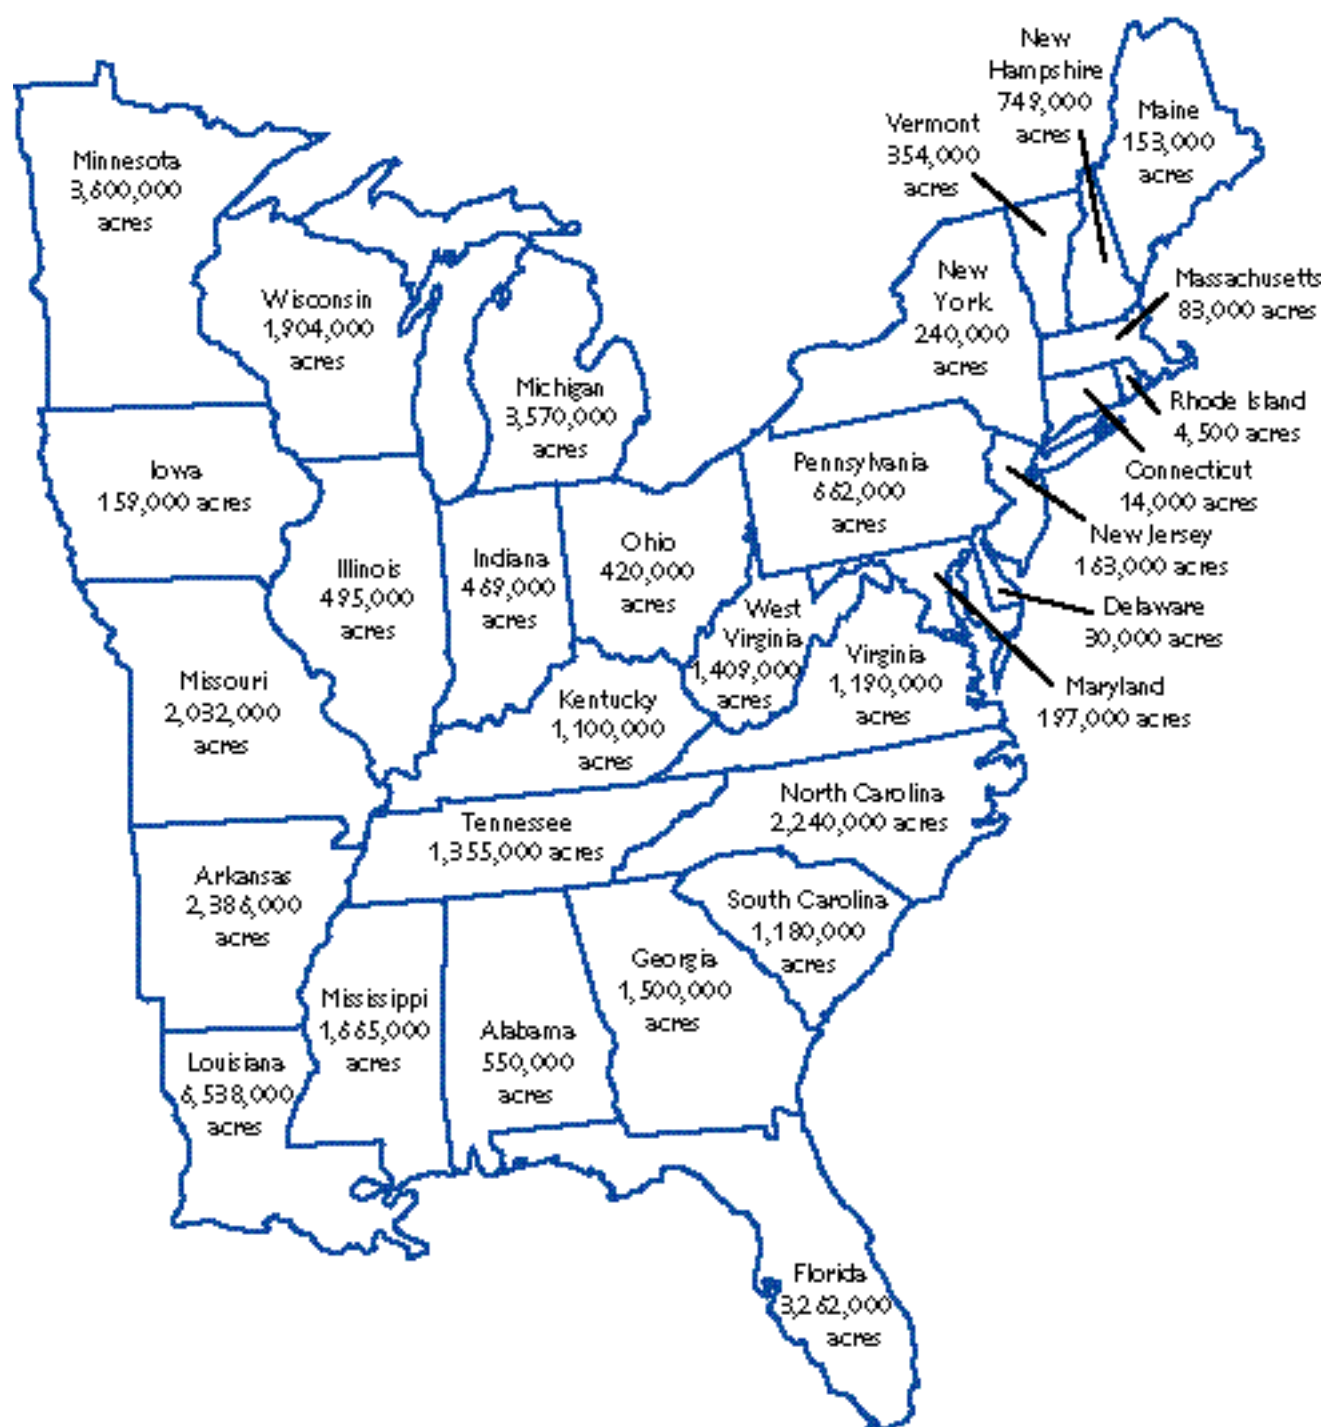 New
Hampshire
749,000
acres
Maine
153,000
acres
Vermont
354,000
acres
Minnesota
3,600,000
acres
Massachusetts
83,000 acres
New
York
240,000
acres
Wisconsin
1,904,000
acres
Michigan
3,570,000
acres
Rhode Island
4,500 acres
Iowa
159,000 acres
Pennsylvania
662,000
acres
Connecticut
14,000 acres
New Jersey
163,000 acres
Illinois
495,000
acres
Indiana
469,000
acres
Ohio
420,000
acres
West
Virginia
1,409,000
acres
Delaware
30,000 acres
Virginia
1,190,000
acres
Maryland
197,000 acres
Missouri
2,032,000
acres
Kentucky
1,100,000
acres
North Carolina
2,240,000 acres
Tennessee
1,355,000 acres
Arkansas
2,386,000
acres
South Carolina
1,180,000
acres
Georgia
1,500,000
acres
Mississippi
1,665,000
acres
Alabama
550,000
acres
Louisiana
6,538,000
acres
Florida
3,262,000
acres